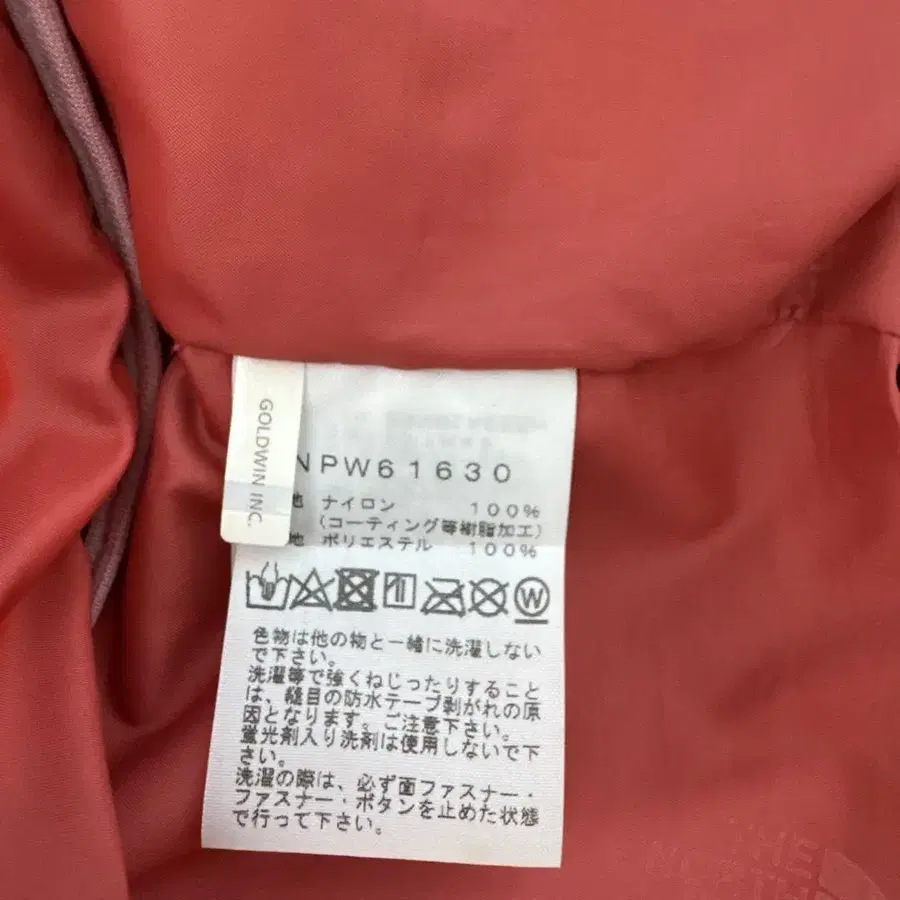 GOLDWIN INC.
NPW61630
地 ナイロン 100%
(コーティング等樹脂加工)
地 ポリエステル 100%
W
色物は他の物と一緒に洗濯しない
で下さい。
洗濯等で強くねじったりすること
は、縫目の防水テープ剥がれの原
因となります。ご注意下さい。
蛍光剤入り洗剤は使用しないで下
さい。
洗濯の際は、必ず面ファスナー・
ファスナー・ボタンを止めた状態
で行って下さい。
THE
NORTH